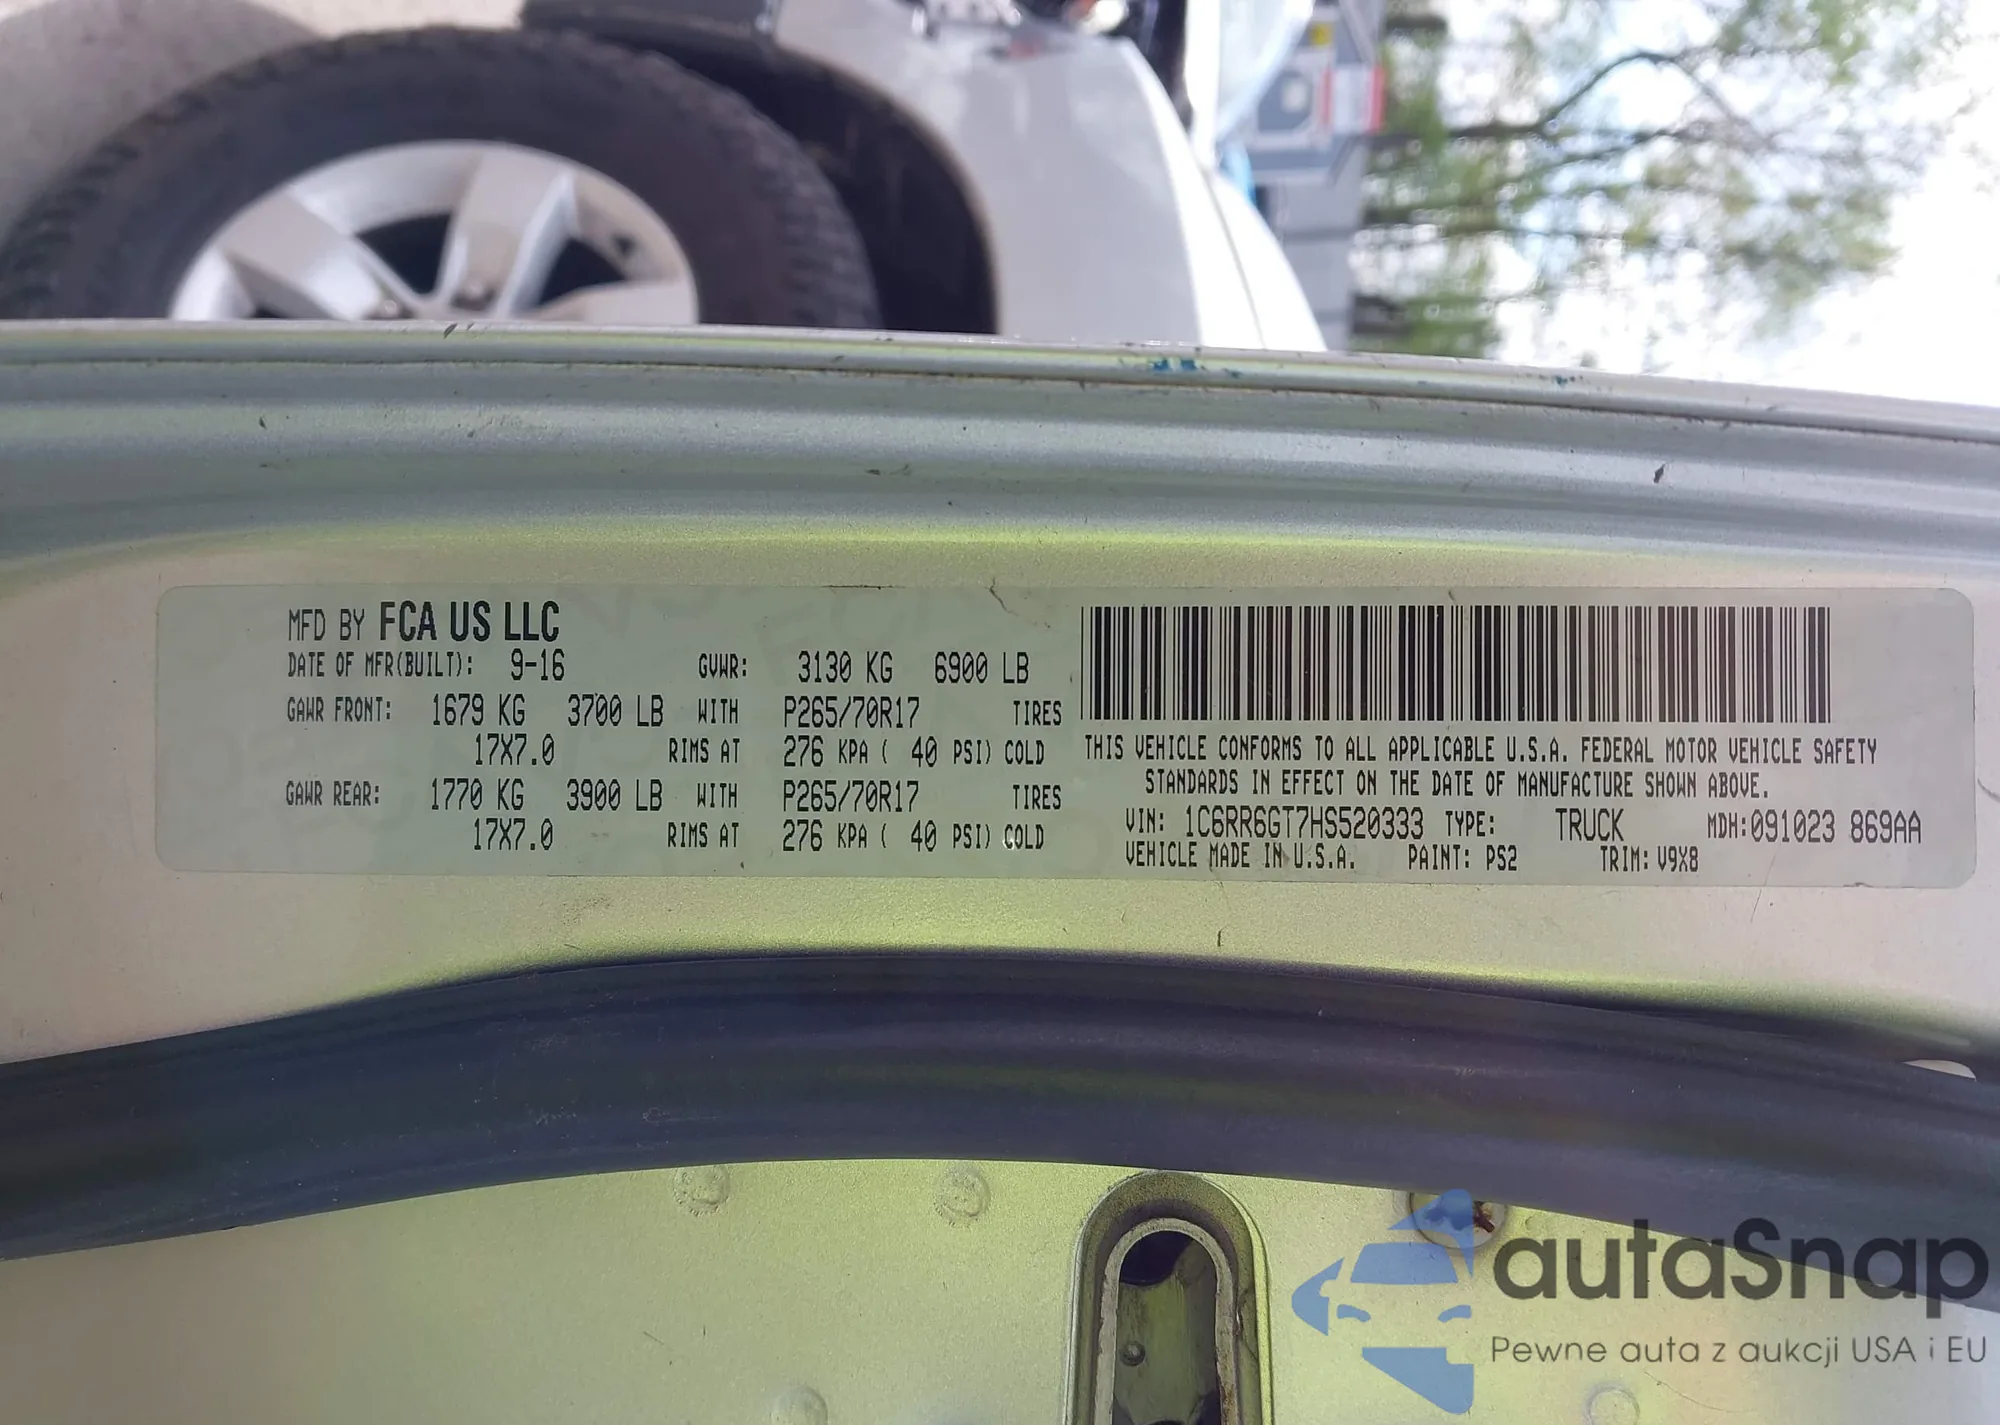 MFD BY FCA US LLC
DATE OF MFR(BUILT): 9-16 GVWR: 3130 KG 6900 LB
GAWR FRONT: 1679 KG 3700 LB WITH P265/70R17 TIRES
17X7.0 RIMS AT 276 KPA ( 40 PSI) COLD
GAWR REAR: 1770 KG 3900 LB WITH P265/70R17 TIRES
17X7.0 RIMS AT 276 KPA ( 40 PSI) COLD
THIS VEHICLE CONFORMS TO ALL APPLICABLE U.S.A. FEDERAL MOTOR VEHICLE SAFETY
STANDARDS IN EFFECT ON THE DATE OF MANUFACTURE SHOWN ABOVE.
VIN: 1C6RR6GT7HS520333 TYPE: TRUCK MDH:091023 869AA
VEHICLE MADE IN U.S.A. PAINT: PS2 TRIM: V9X8
autaSnap
Pewne auta z aukcji USA i EU